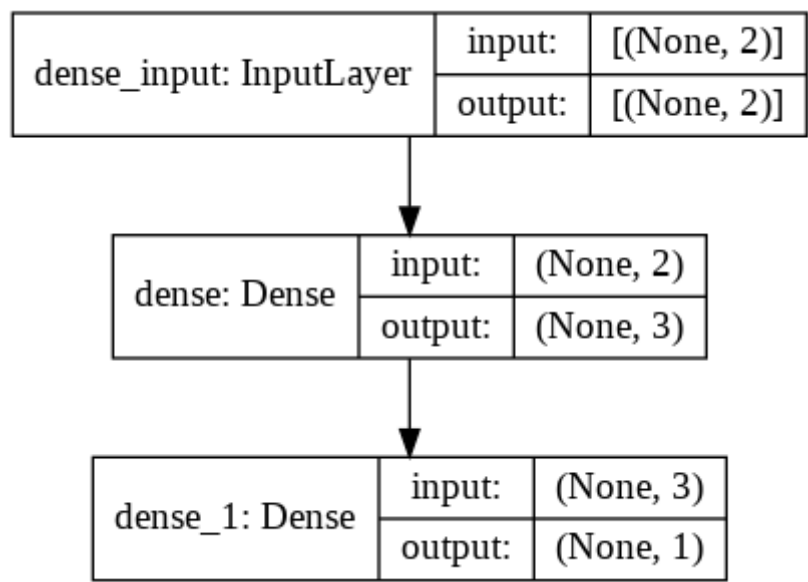 dense_input: InputLayer
input: [(None, 2)]
output: [(None, 2)]
dense: Dense
input: (None, 2)
output: (None, 3)
dense_1: Dense
input: (None, 3)
output: (None, 1)